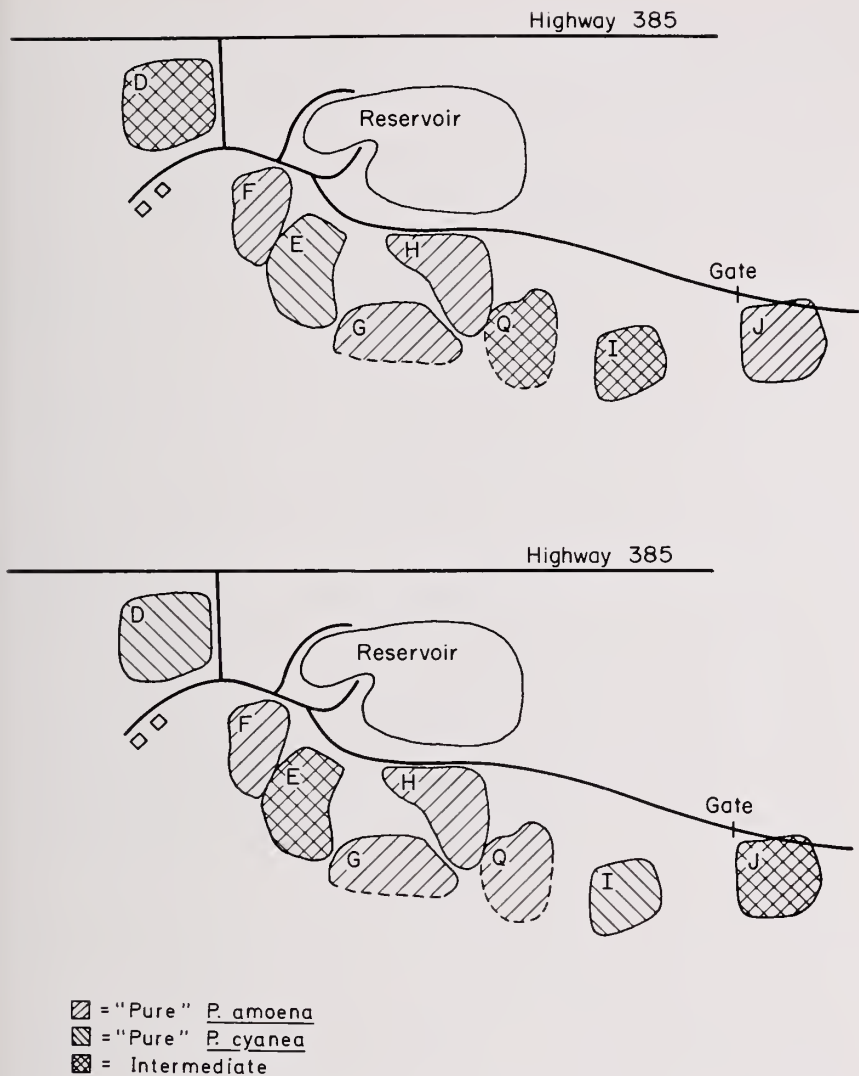 Highway 385
D
Reservoir
F
E
H
Gate
G
Q
I
J
Highway 385
D
Reservoir
F
E
H
Gate
G
Q
I
J
= "Pure" P. amoena
= "Pure" P. cyanea
= Intermediate